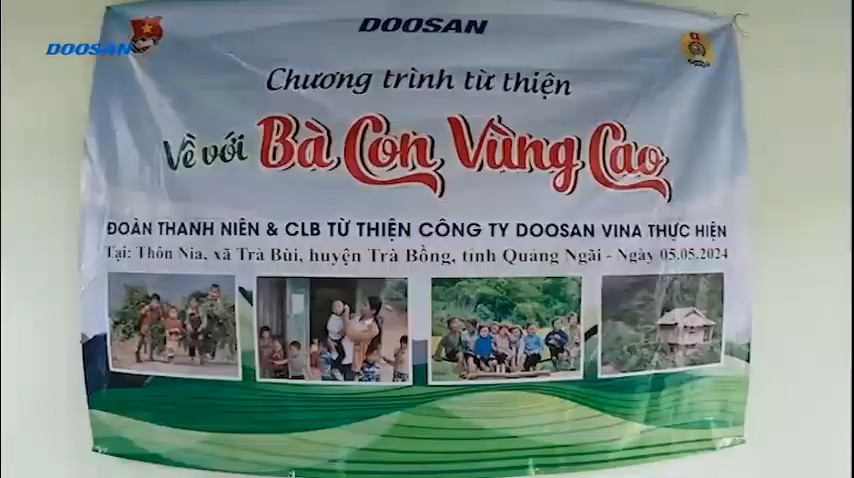 DOOSAN
DOOSAN
Chương trình từ thiện
Về với Bà Con Vùng Cao
ĐOÀN THANH NIÊN & CLB TỪ THIỆN CÔNG TY DOOSAN VINA THỰC HIỆN
Tại: Thôn Nia, xã Trà Bùi, huyện Trà Bồng, tỉnh Quảng Ngãi - Ngày 05.05.2024